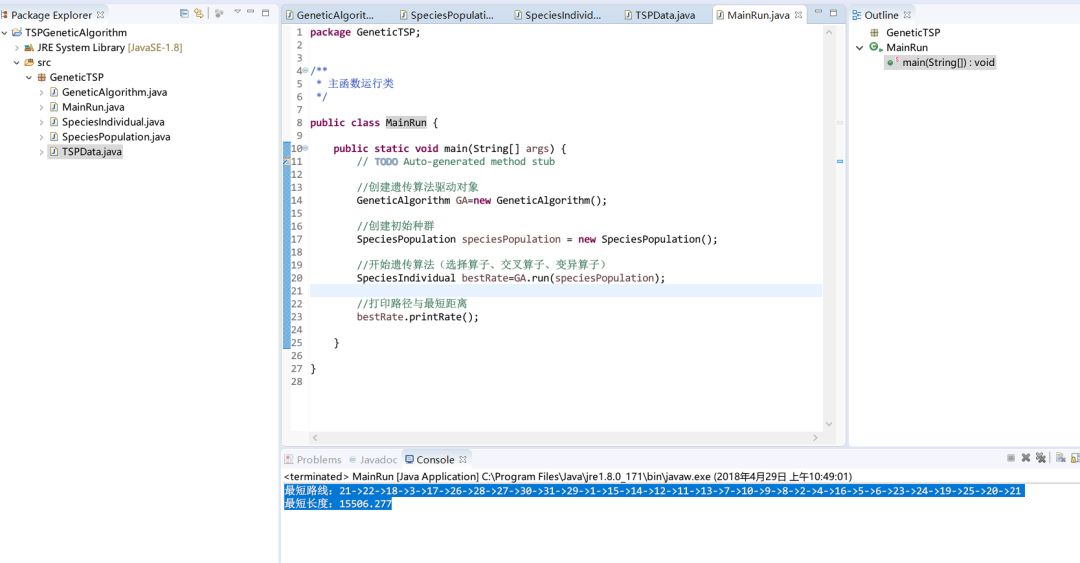 Package Explorer
TSPGeneticAlgorithm
JRE System Library [JavaSE-1.8]
src
GeneticTSP
GeneticAlgorithm.java
MainRun.java
SpeciesIndividual.java
SpeciesPopulation.java
TSPData.java
GeneticAlgorit... SpeciesPopulati... SpeciesIndivid... TSPData.java MainRun.java
1 package GeneticTSP;
2
3
4 /**
5 * 主函数运行类
6 */
7
8 public class MainRun {
9
10 public static void main(String[] args) {
11 // TODO Auto-generated method stub
12
13 //创建遗传算法驱动对象
14 GeneticAlgorithm GA=new GeneticAlgorithm();
15
16 //创建初始种群
17 SpeciesPopulation speciesPopulation = new SpeciesPopulation();
18
19 //开始遗传算法（选择算子、交叉算子、变异算子）
20 SpeciesIndividual bestRate=GA.run(speciesPopulation);
21
22 //打印路径与最短距离
23 bestRate.printRate();
24
25 }
26
27 }
28
Outline
GeneticTSP
MainRun
main(String[]) : void
Problems Javadoc Console
<terminated> MainRun [Java Application] C:\Program Files\Java\jre1.8.0_171\bin\javaw.exe (2018年4月29日 上午10:49:01)
最短路线：21->22->18->3->17->26->28->27->30->31->29->1->15->14->12->11->13->7->10->9->8->2->4->16->5->6->23->24->19->25->20->21
最短长度：15506.277